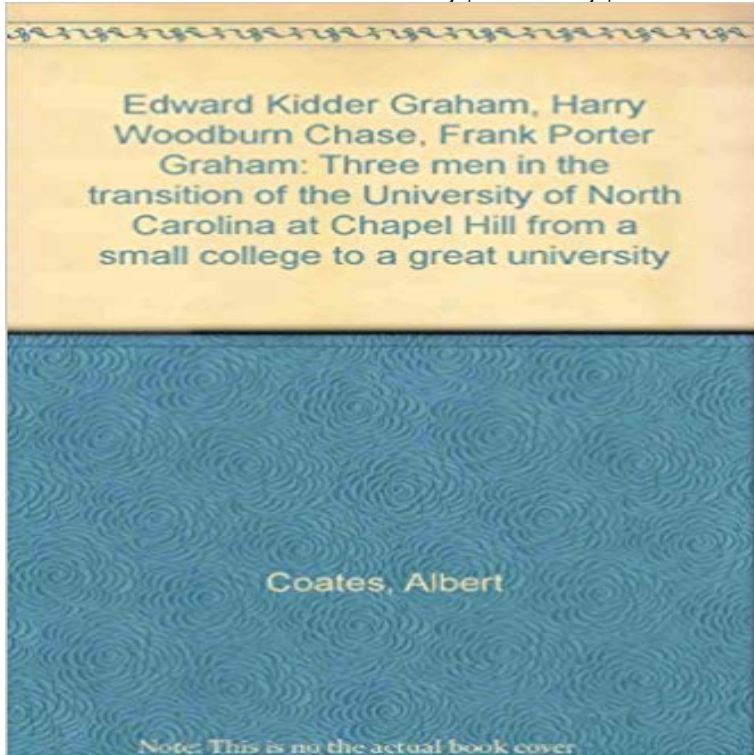 Edward Kidder Graham, Harry
Woodburn Chase, Frank Porter
Graham: Three men in the
transition of the University of North
Carolina at Chapel Hill from a
small college to a great university
Coates, Albert
Note: This is no the actual book cover